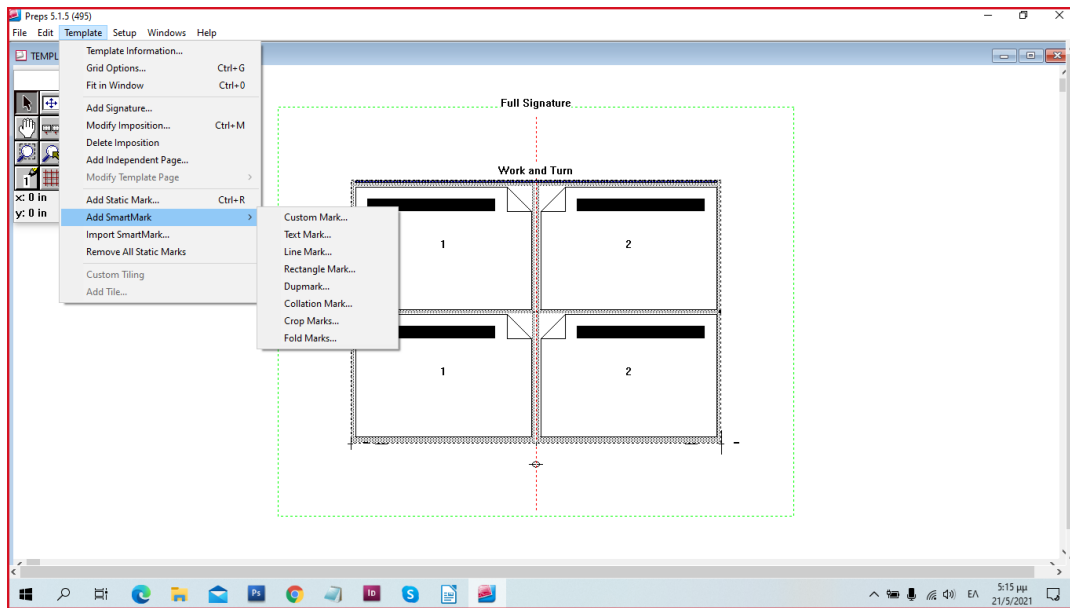 Preps 5.1.5 (495)
File Edit Template Setup Windows Help
TEMPL
Template Information...
Grid Options... Ctrl+G
Fit in Window Ctrl+0
Add Signature...
Modify Imposition... Ctrl+M
Delete Imposition
Add Independent Page...
Modify Template Page
Add Static Mark... Ctrl+R
Add SmartMark
Import SmartMark...
Remove All Static Marks
Custom Tiling
Add Tile...
Custom Mark...
Text Mark...
Line Mark...
Rectangle Mark...
Dupmark...
Collation Mark...
Crop Marks...
Fold Marks...
1
x: 0 in
y: 0 in
Full Signature
Work and Turn
1 2
1 2
Ps
ID
S
ΕΛ
5:15 μμ
21/5/2021